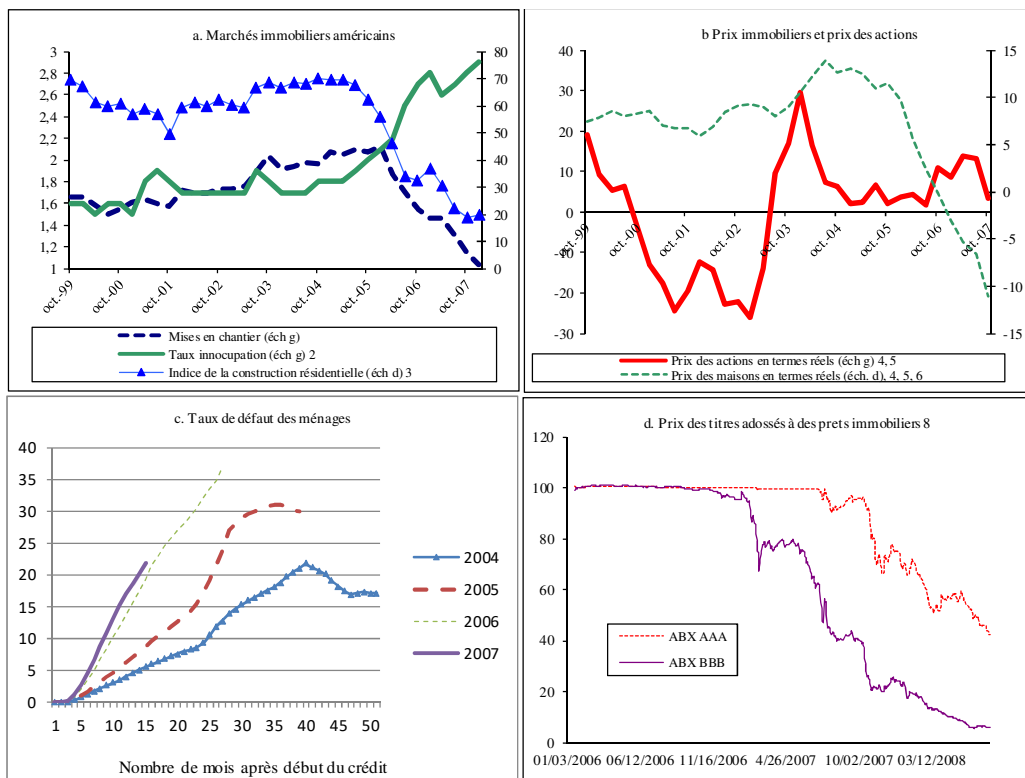 a. Marchés immobiliers américains
3
2,8
2,6
2,4
2,2
2
1,8
1,6
1,4
1,2
1
80
70
60
50
40
30
20
10
0
oct.-99
oct.-00
oct.-01
oct.-02
oct.-03
oct.-04
oct.-05
oct.-06
oct.-07
Mises en chantier (éch g)
Taux innocupation (éch g) 2
Indice de la construction résidentielle (éch d) 3
b Prix immobiliers et prix des actions
40
30
20
10
0
-10
-20
-30
15
10
5
0
-5
-10
-15
oct.-99
oct.-00
oct.-01
oct.-02
oct.-03
oct.-04
oct.-05
oct.-06
oct.-07
Prix des actions en termes réels (éch g) 4, 5
Prix des maisons en termes réels (éch. d), 4, 5, 6
c. Taux de défaut des ménages
40
35
30
25
20
15
10
5
0
1 5 10 15 20 25 30 35 40 45 50
2004
2005
2006
2007
Nombre de mois après début du crédit
d. Prix des titres adossés à des prets immobiliers 8
120
100
80
60
40
20
0
ABX AAA
ABX BBB
01/03/2006 06/12/2006 11/16/2006 4/26/2007 10/02/2007 03/12/2008